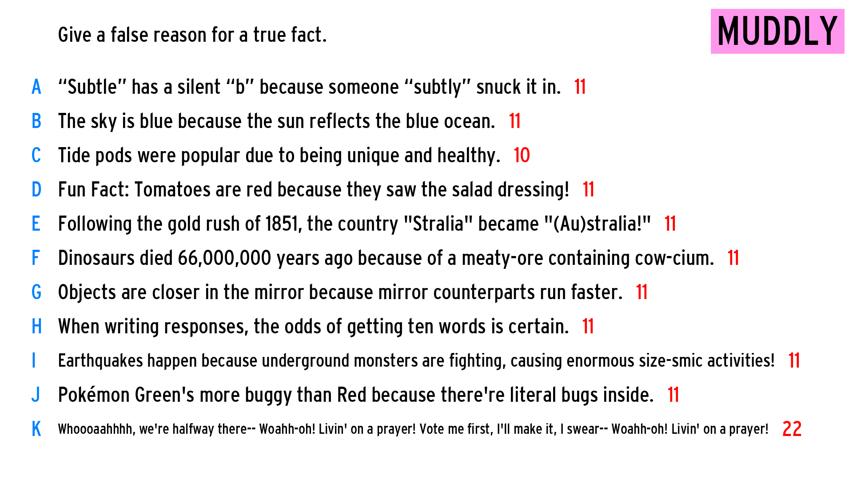 Give a false reason for a true fact.
MUDDLY
A “Subtle” has a silent “b” because someone “subtly” snuck it in. 11
B The sky is blue because the sun reflects the blue ocean. 11
C Tide pods were popular due to being unique and healthy. 10
D Fun Fact: Tomatoes are red because they saw the salad dressing! 11
E Following the gold rush of 1851, the country "Stralia" became "(Au)stralia!" 11
F Dinosaurs died 66,000,000 years ago because of a meaty-ore containing cow-cium. 11
G Objects are closer in the mirror because mirror counterparts run faster. 11
H When writing responses, the odds of getting ten words is certain. 11
I Earthquakes happen because underground monsters are fighting, causing enormous size-smic activities! 11
J Pokémon Green's more buggy than Red because there're literal bugs inside. 11
K Whoooaahhhh, we're halfway there-- Woahh-oh! Livin' on a prayer! Vote me first, I'll make it, I swear-- Woahh-oh! Livin' on a prayer! 22